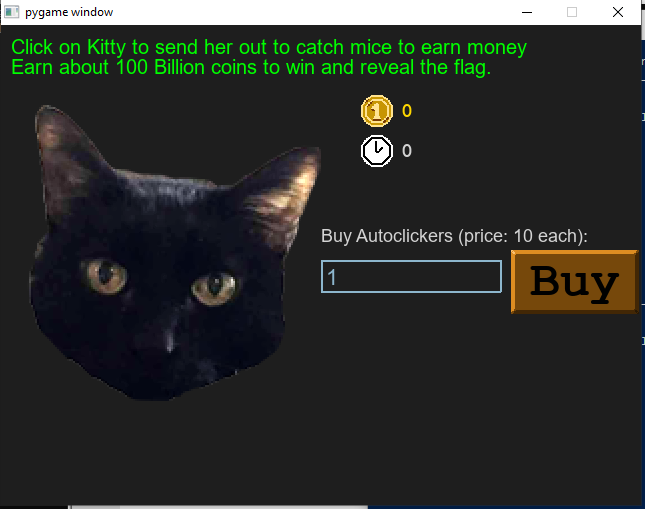 pygame window
Click on Kitty to send her out to catch mice to earn money
Earn about 100 Billion coins to win and reveal the flag.
1 0
0
Buy Autoclickers (price: 10 each):
1 Buy